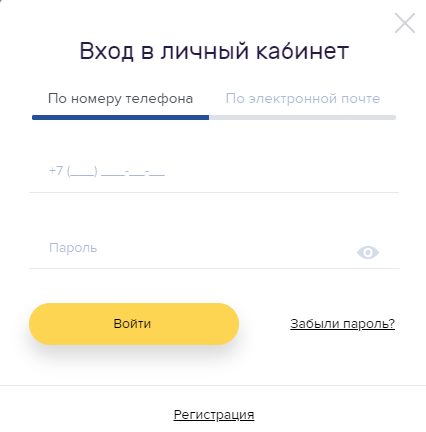 Вход в личный кабинет
По номеру телефона По электронной почте
+7 (___) ___-__-__
Пароль
Войти Забыли пароль?
Регистрация